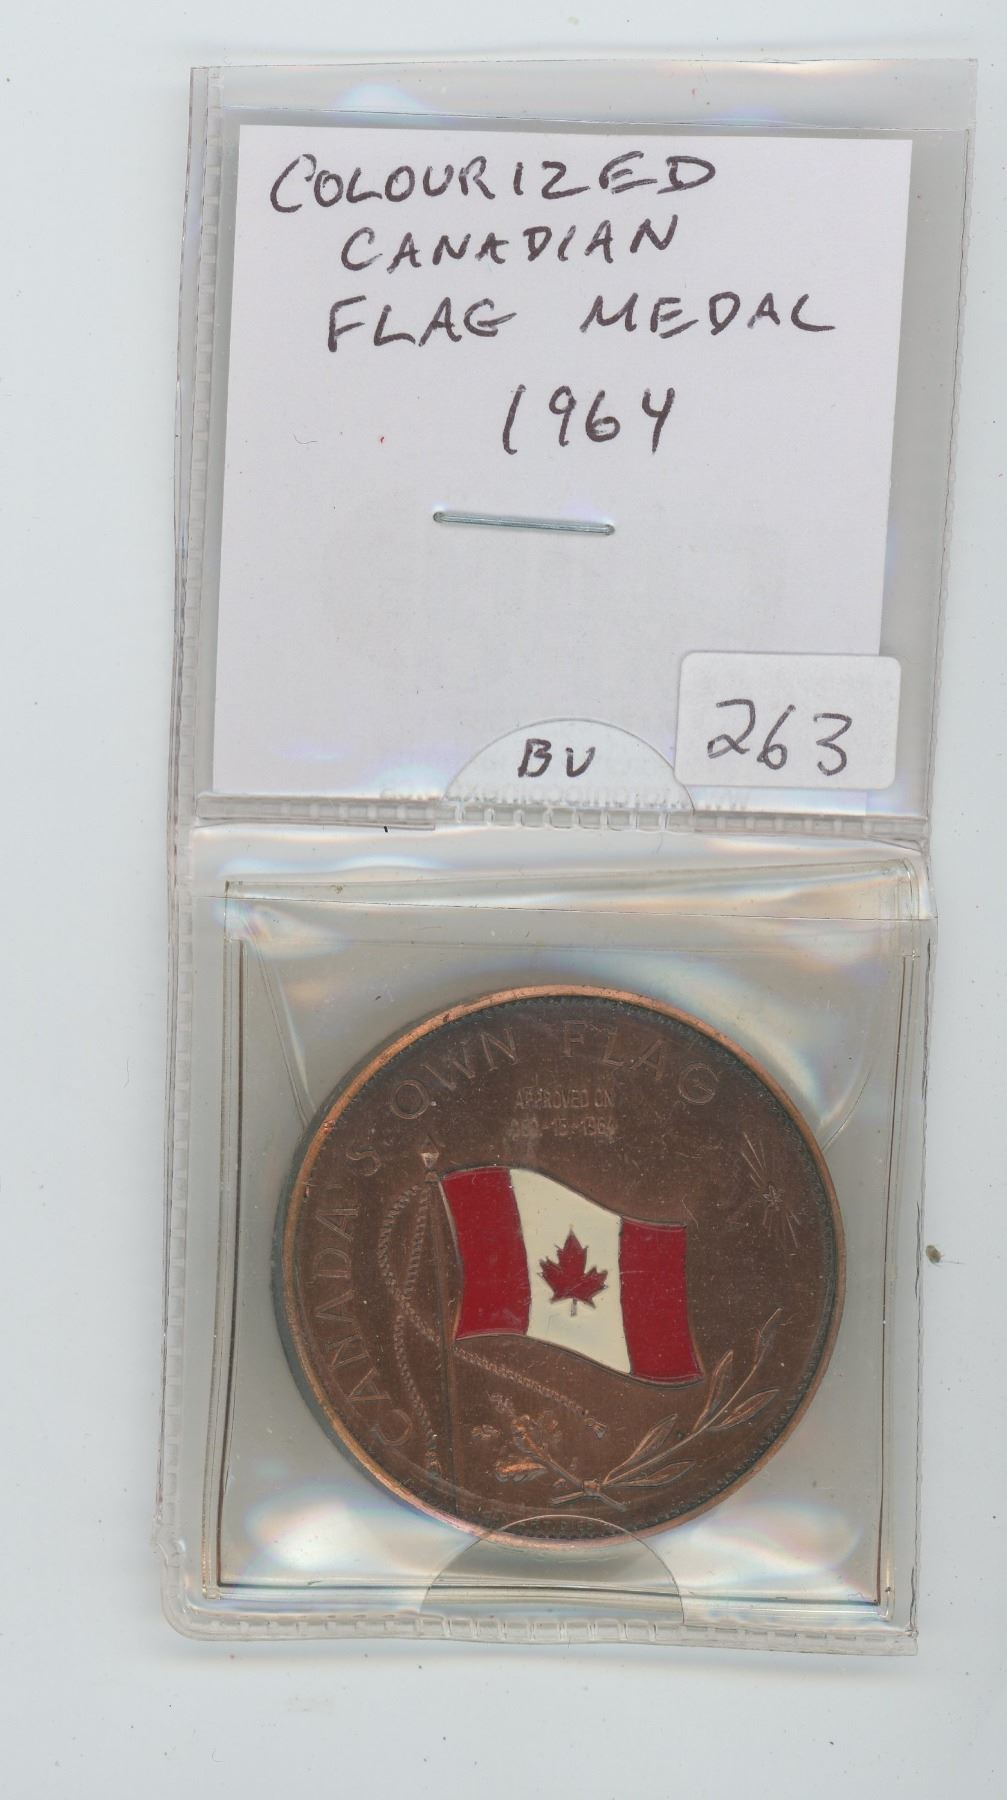 COLOURIZED
CANADIAN
FLAG MEDAL
1964
BU
263
CANADA'S OWN FLAG
APPROVED ON
DEC-15-1964